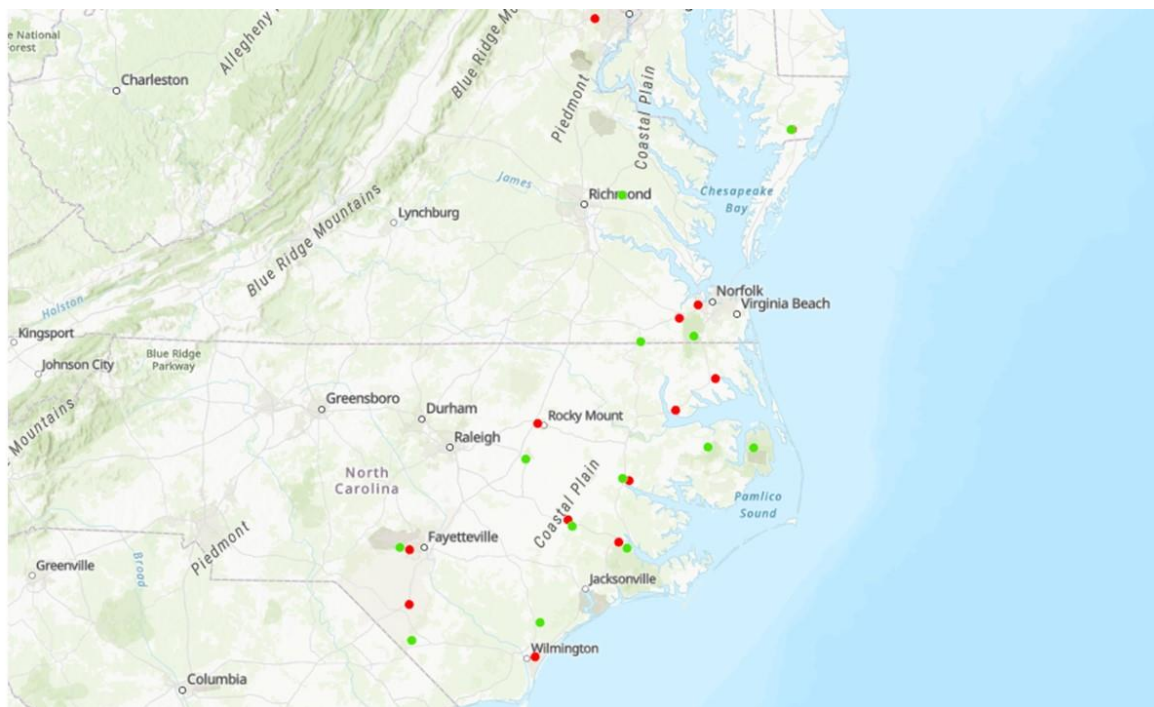 e National
Forest
Allegheny
Blue Ridge
Charleston
Piedmont
Coastal Plain
James
Richmond
Chesapeake
Bay
Lynchburg
Blue Ridge Mountains
Norfolk
Virginia Beach
Holston
Kingsport
Blue Ridge
Parkway
Johnson City
Greensboro
Durham
Rocky Mount
Mountains
Raleigh
North
Carolina
Coastal Plain
Pamlico
Sound
Piedmont
Fayetteville
Broad
Greenville
Jacksonville
Wilmington
Columbia